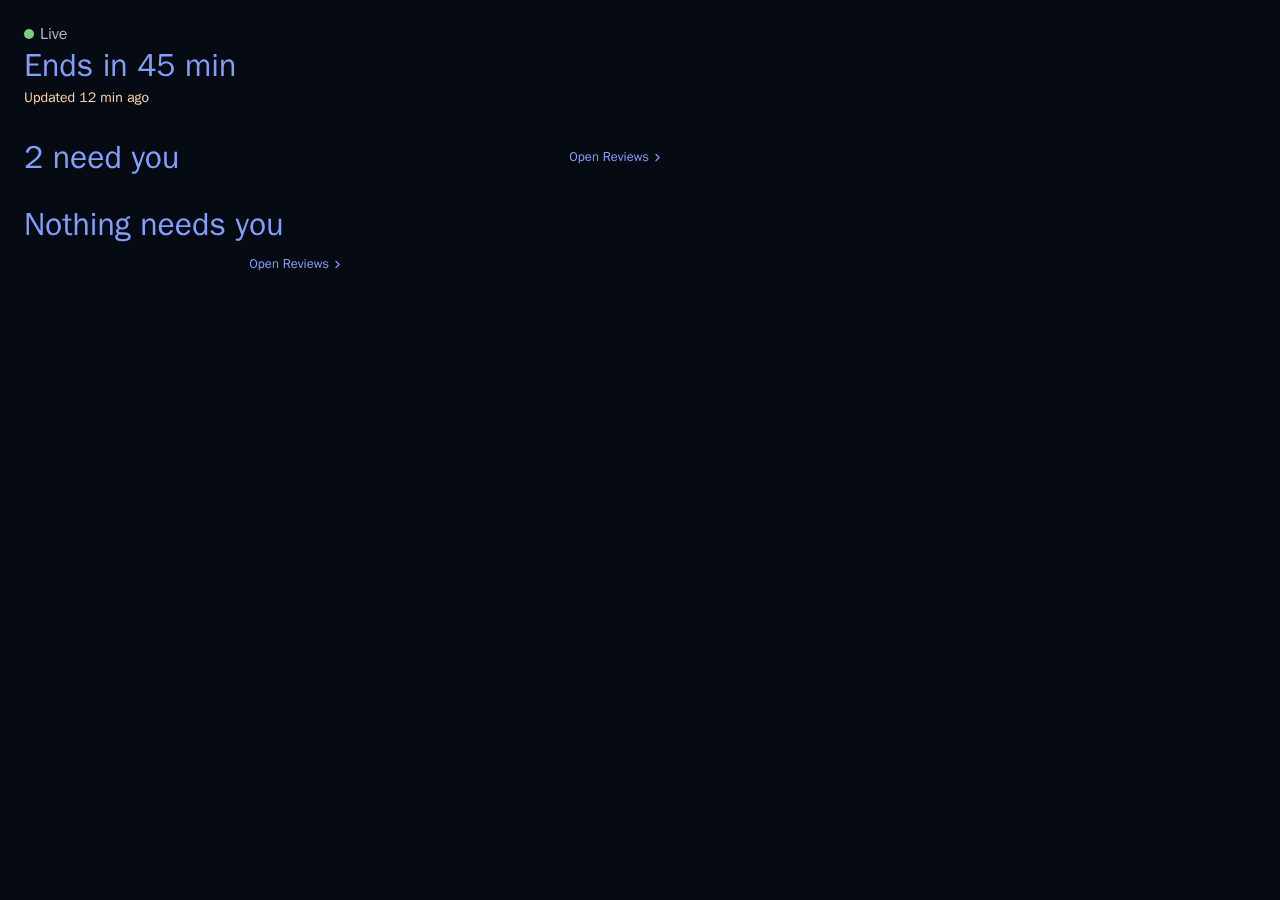 Live
Ends in 45 min
Updated 12 min ago
2 need you
Open Reviews
Nothing needs you
Open Reviews